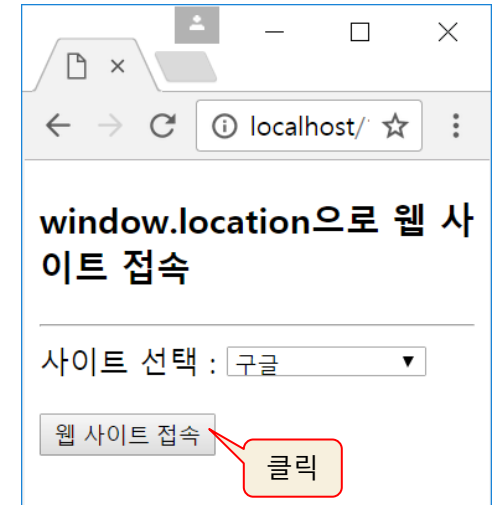 localhost/
window.location으로 웹 사
이트 접속
사이트 선택 : 구글
웹 사이트 접속
클릭